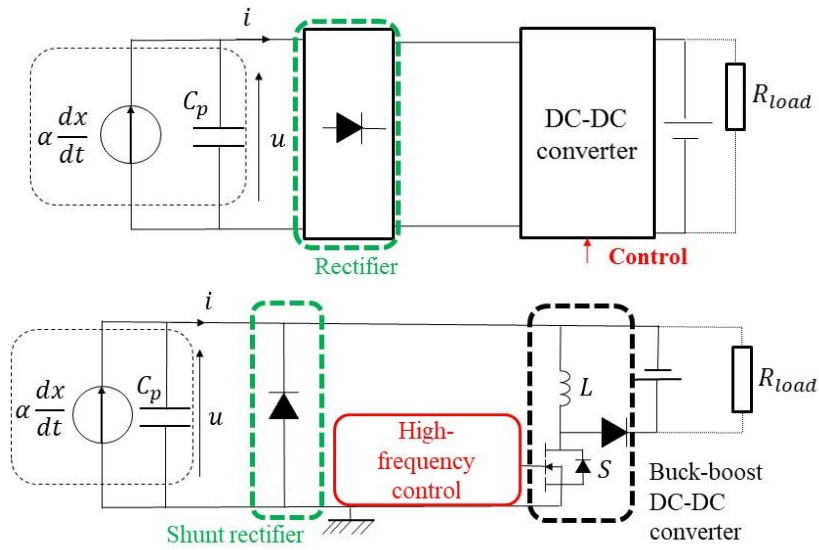 i
α dx/dt
C_p
u
Rectifier
DC-DC
converter
Control
R_load
i
α dx/dt
C_p
u
Shunt rectifier
High-
frequency
control
L
S
Buck-boost
DC-DC
converter
R_load